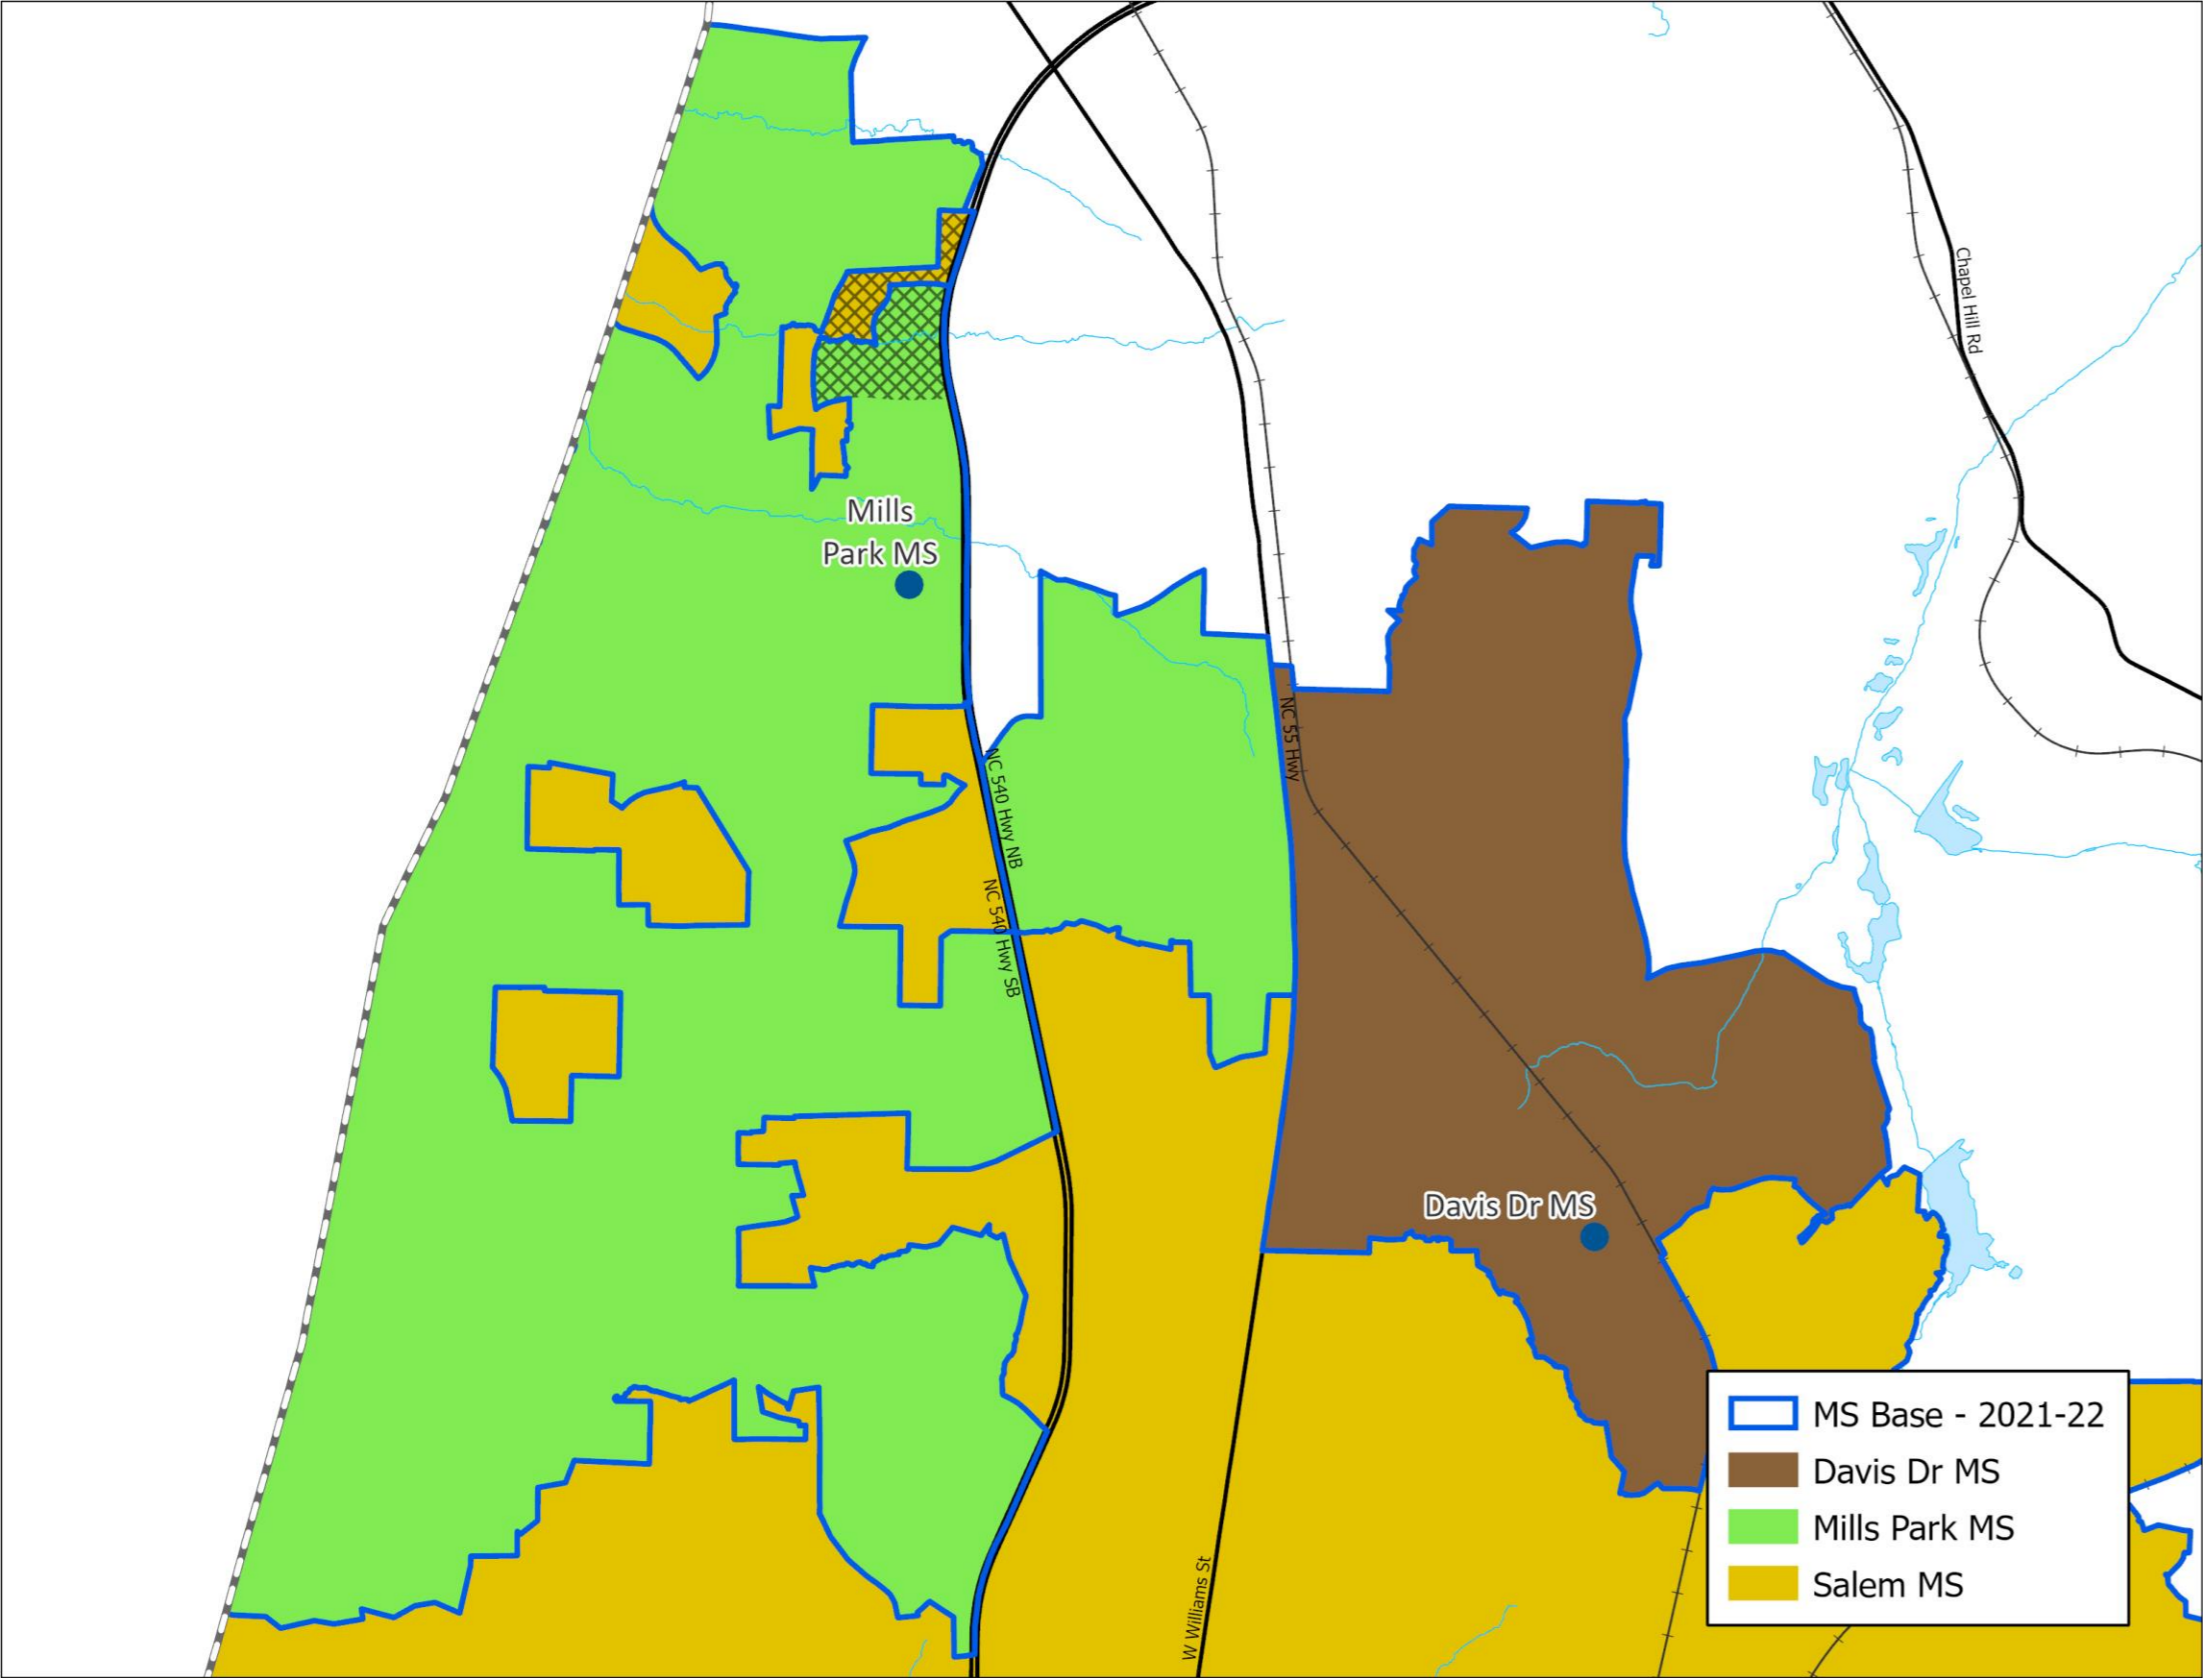 Chapel Hill Rd
Mills
Park MS
NC 55 Hwy
NC 540 Hwy NB
NC 540 Hwy SB
Davis Dr MS
W Williams St
MS Base - 2021-22
Davis Dr MS
Mills Park MS
Salem MS